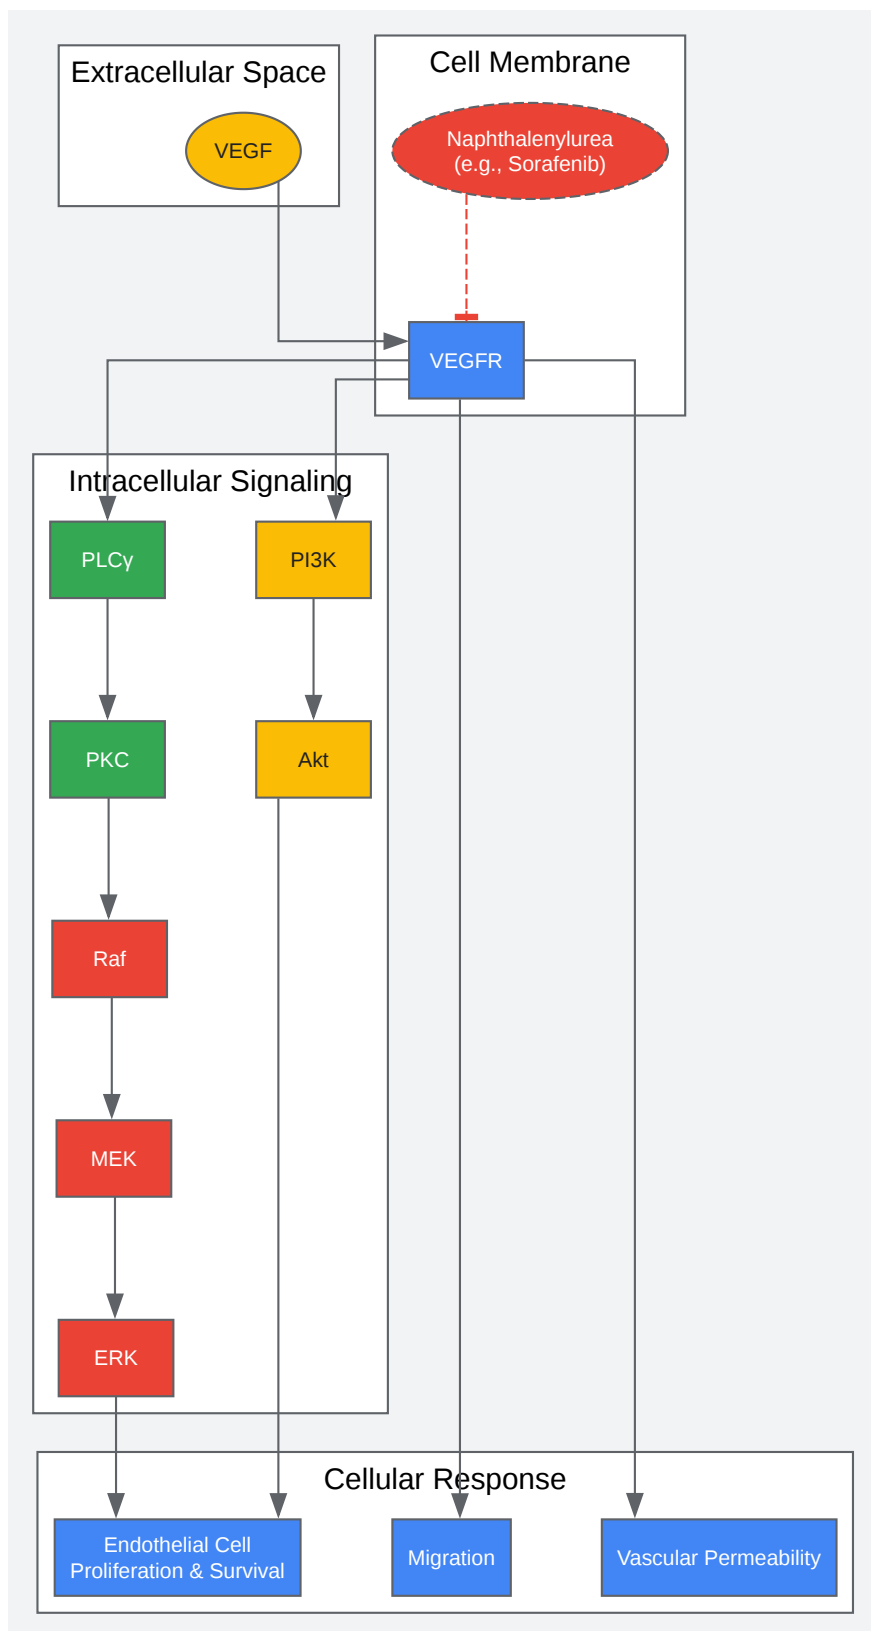 Extracellular Space
VEGF
Cell Membrane
Naphthalenylurea
(e.g., Sorafenib)
VEGFR
Intracellular Signaling
PLCγ
PI3K
PKC
Akt
Raf
MEK
ERK
Cellular Response
Endothelial Cell
Proliferation & Survival
Migration
Vascular Permeability